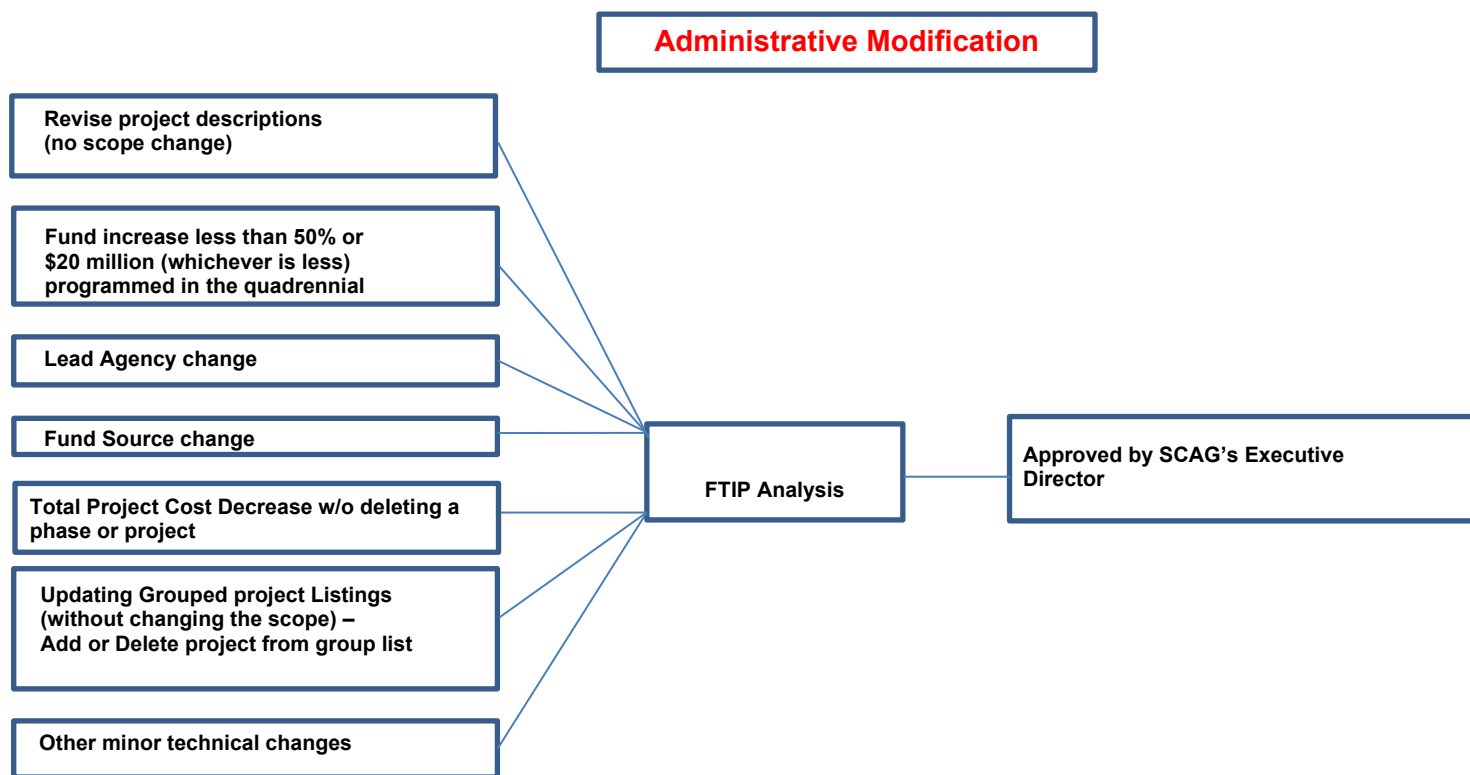 Administrative Modification
Revise project descriptions
(no scope change)
Fund increase less than 50% or
$20 million (whichever is less)
programmed in the quadrennial
Lead Agency change
Fund Source change
Total Project Cost Decrease w/o deleting a
phase or project
Updating Grouped project Listings
(without changing the scope) –
Add or Delete project from group list
Other minor technical changes
FTIP Analysis
Approved by SCAG’s Executive
Director